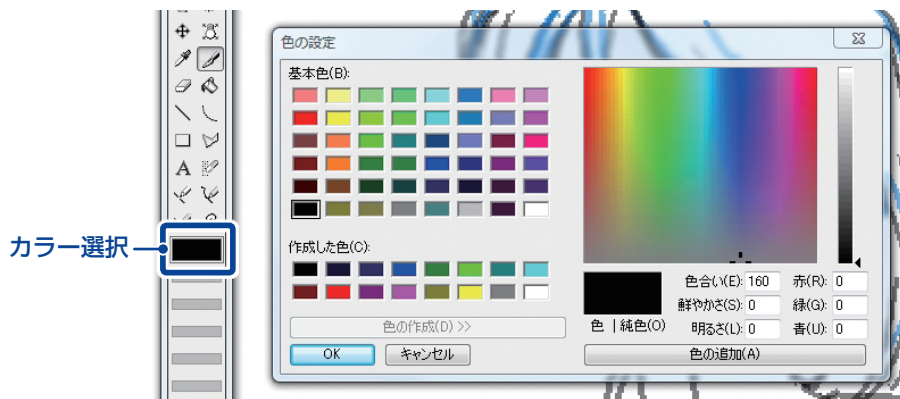 色の設定
基本色(B):
作成した色(C):
色の作成(D) >>
OK
キャンセル
カラー選択
A
色 | 純色(O)
色合い(E): 160
鮮やかさ(S): 0
明るさ(L): 0
赤(R): 0
緑(G): 0
青(U): 0
色の追加(A)